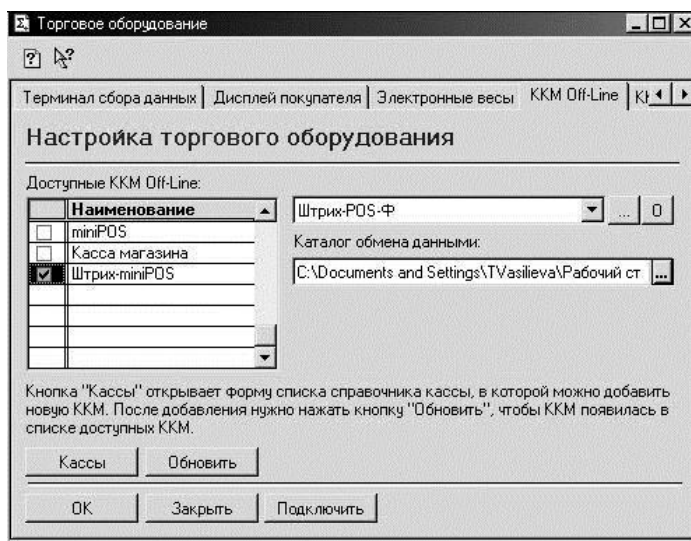 Торговое оборудование
Терминал сбора данных Дисплей покупателя Электронные весы ККМ Off-Line
Настройка торгового оборудования
Доступные ККМ Off-Line:
Наименование
miniPOS
Касса магазина
Штрих-miniPOS
Штрих-POS-Ф ... О
Каталог обмена данными:
C:\Documents and Settings\TVasilieva\Рабочий ст ...
Кнопка "Кассы" открывает форму списка справочника кассы, в которой можно добавить
новую ККМ. После добавления нужно нажать кнопку "Обновить", чтобы ККМ появилась в
списке доступных ККМ.
Кассы Обновить
OK Закрыть Подключить